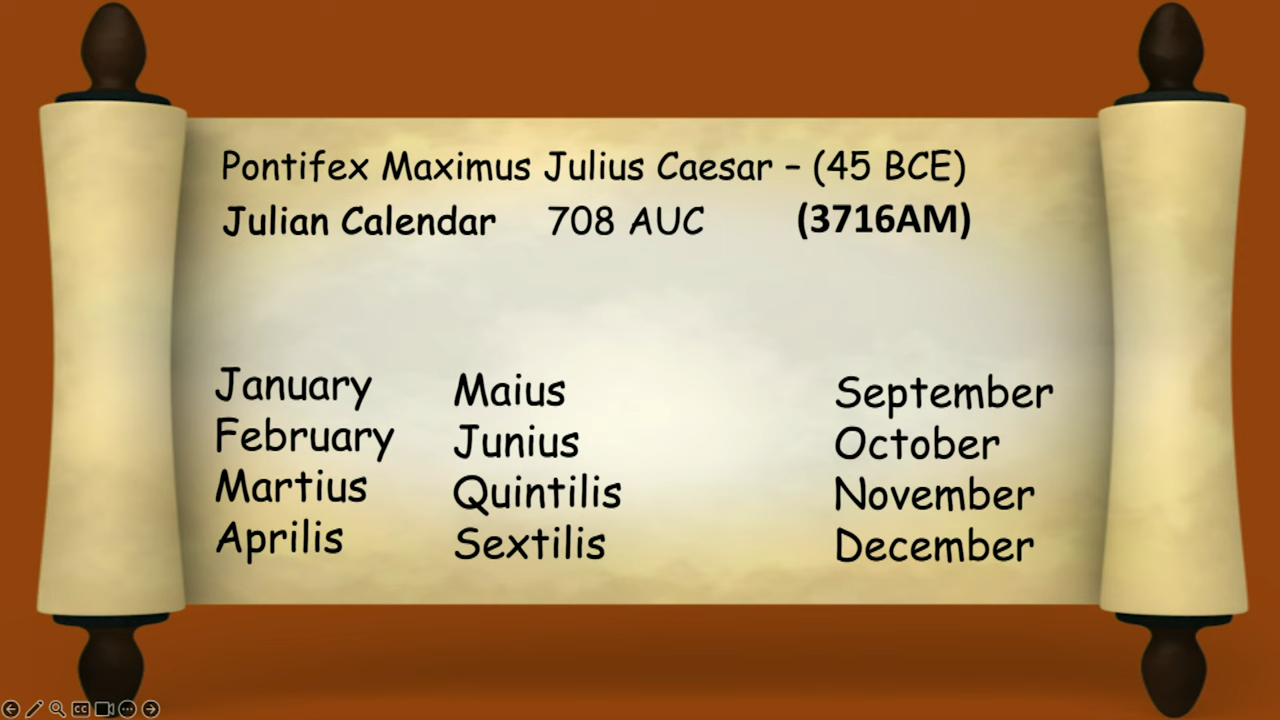 Pontifex Maximus Julius Caesar – (45 BCE)
Julian Calendar 708 AUC (3716AM)
January
February
Martius
Aprilis
Maius
Junius
Quintilis
Sextilis
September
October
November
December